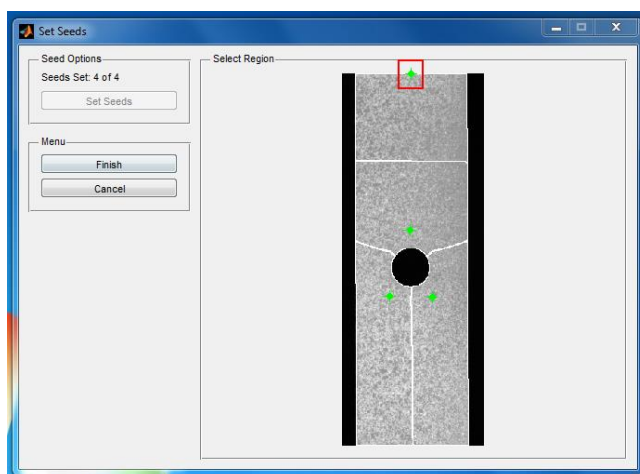 Set Seeds
Seed Options
Seeds Set: 4 of 4
Set Seeds
Menu
Finish
Cancel
Select Region